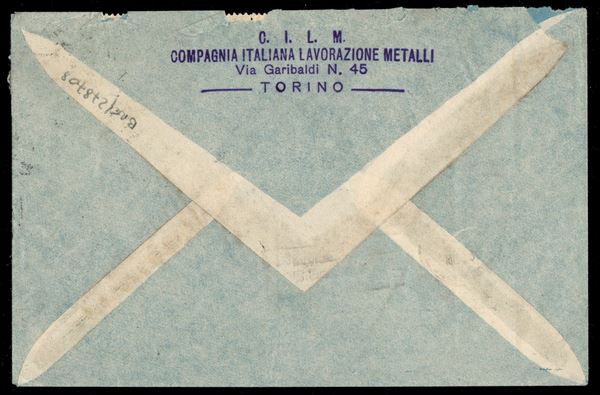 C. I. L. M.
COMPAGNIA ITALIANA LAVORAZIONE METALLI
Via Garibaldi N. 45
TORINO